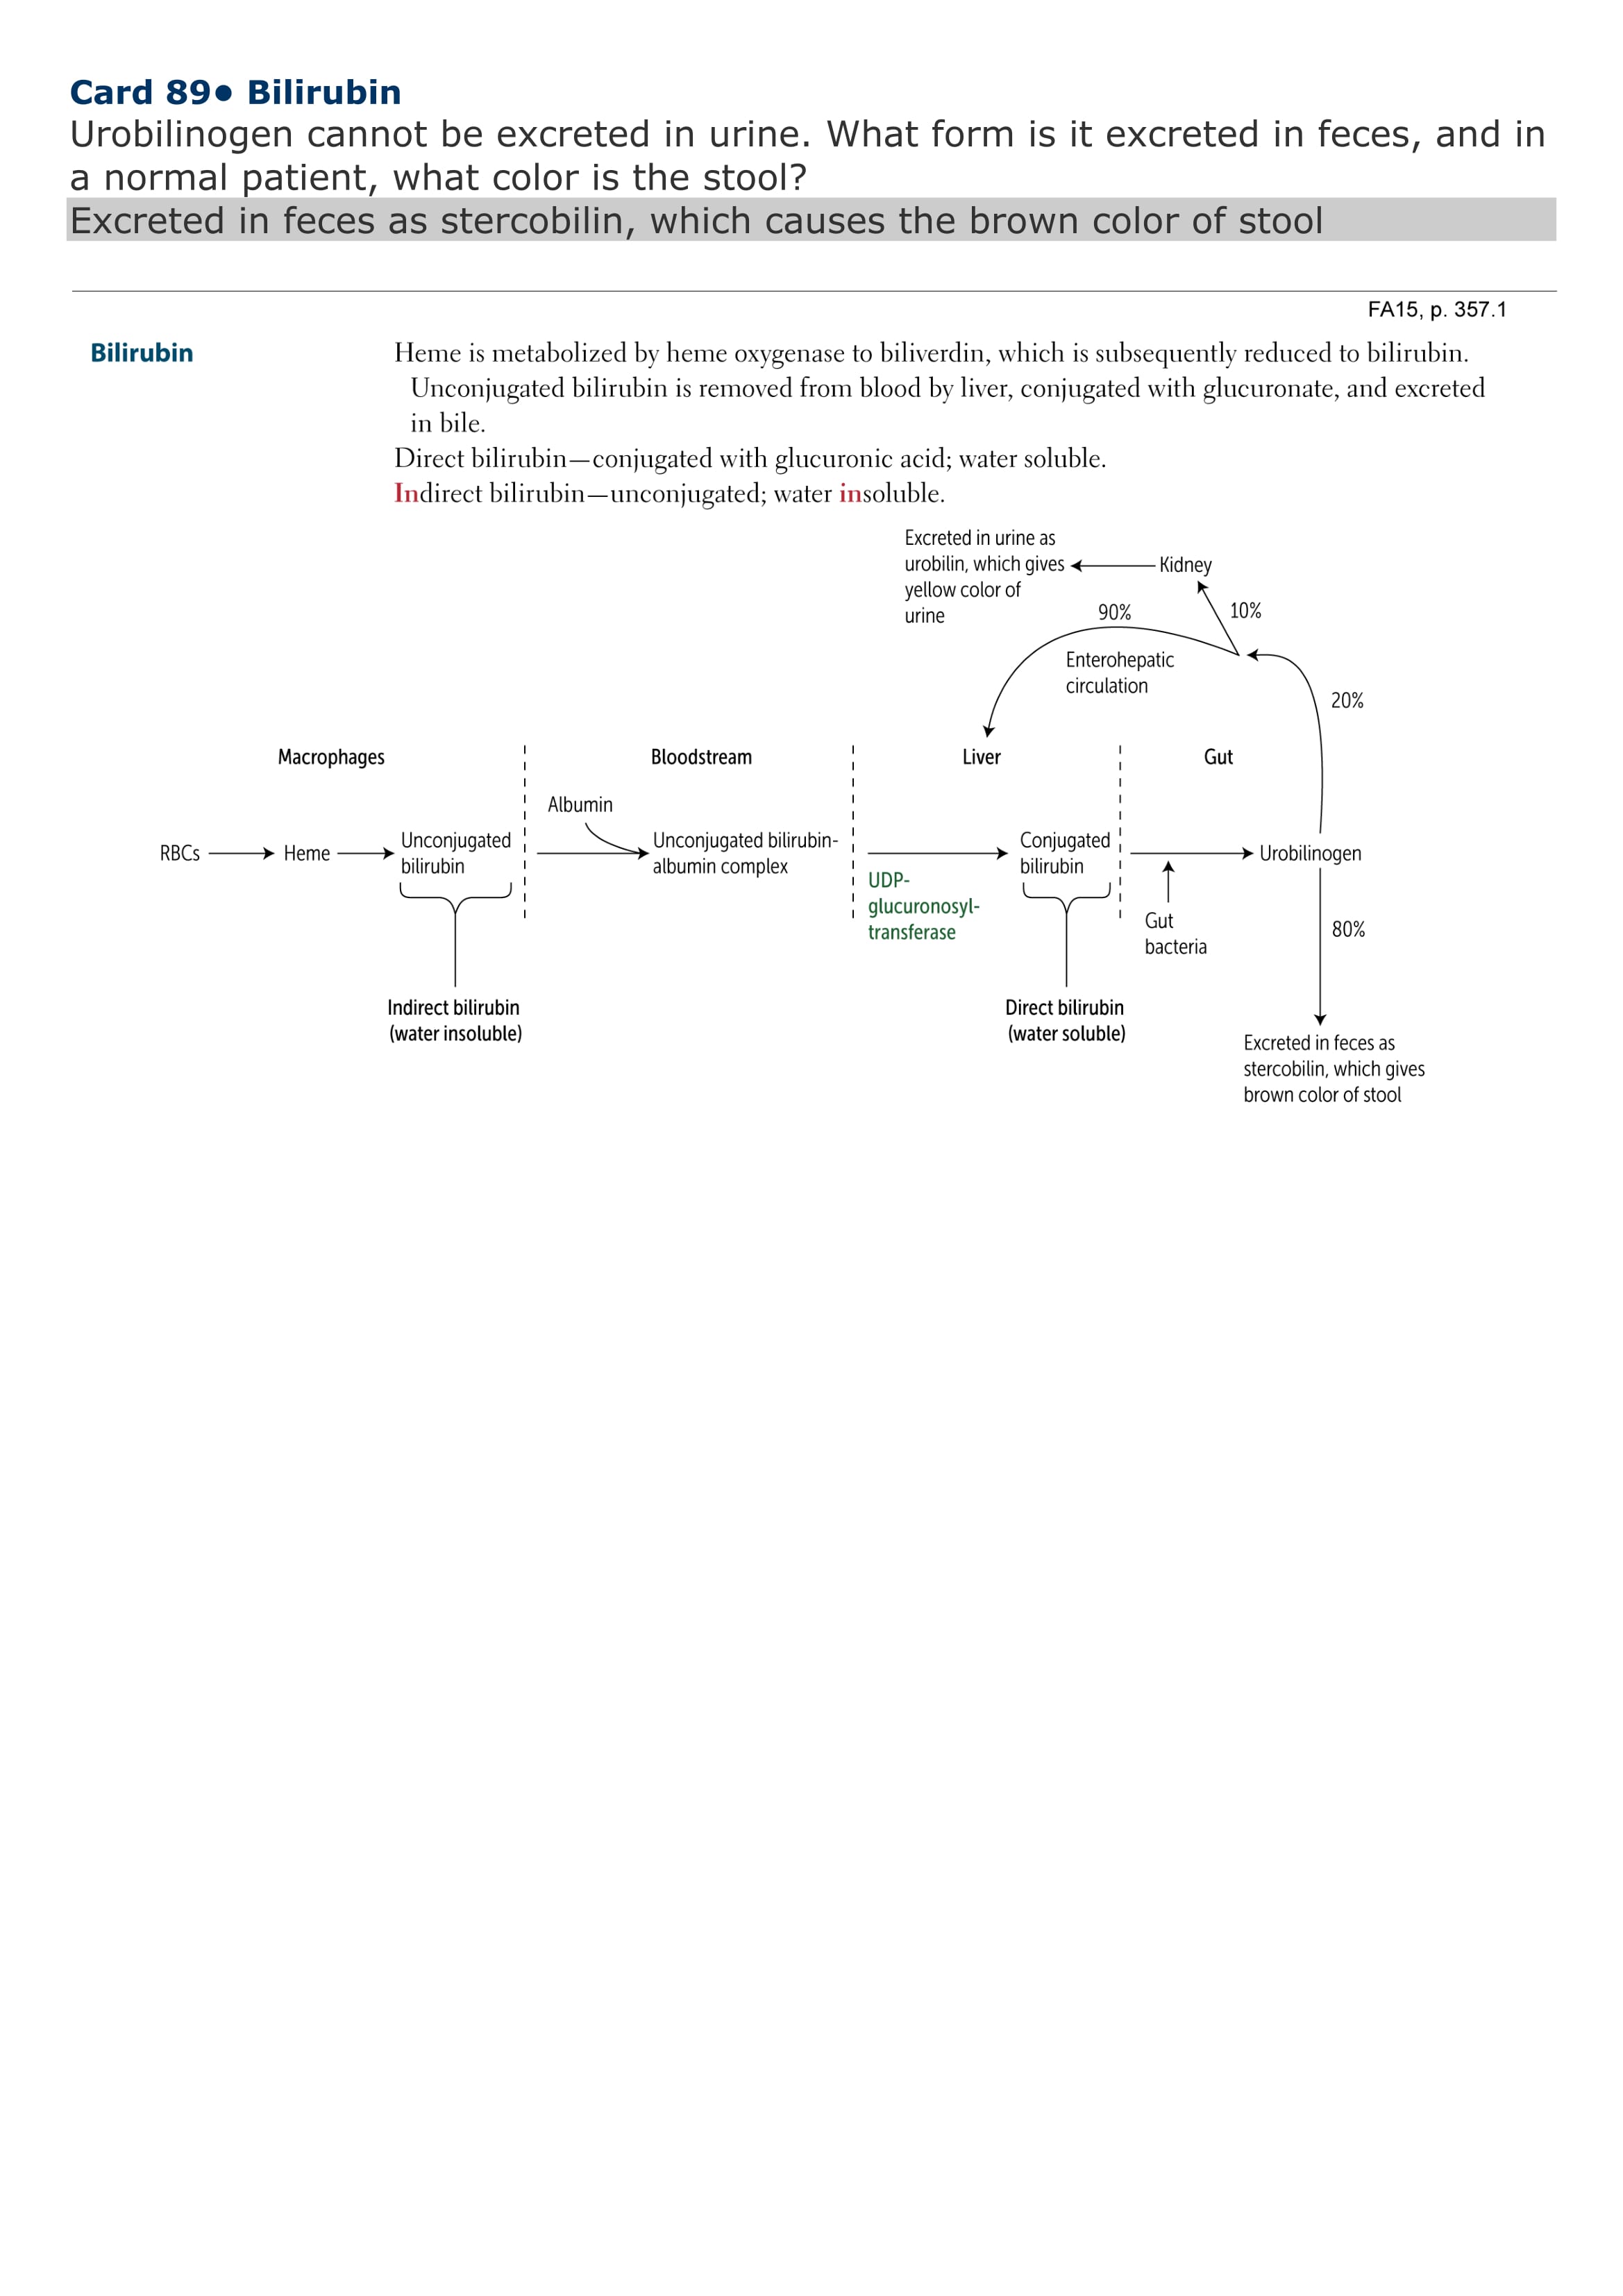 Card 89● Bilirubin
Urobilinogen cannot be excreted in urine. What form is it excreted in feces, and in
a normal patient, what color is the stool?
Excreted in feces as stercobilin, which causes the brown color of stool
FA15, p. 357.1
Bilirubin
Heme is metabolized by heme oxygenase to biliverdin, which is subsequently reduced to bilirubin.
Unconjugated bilirubin is removed from blood by liver, conjugated with glucuronate, and excreted
in bile.
Direct bilirubin—conjugated with glucuronic acid; water soluble.
Indirect bilirubin—unconjugated; water insoluble.
Excreted in urine as
urobilin, which gives
yellow color of
urine
Kidney
90%
10%
Enterohepatic
circulation
20%
Macrophages
Bloodstream
Liver
Gut
Albumin
RBCs
Heme
Unconjugated
bilirubin
Unconjugated bilirubin-
albumin complex
UDP-
glucuronosyl-
transferase
Conjugated
bilirubin
Urobilinogen
Gut
bacteria
80%
Indirect bilirubin
(water insoluble)
Direct bilirubin
(water soluble)
Excreted in feces as
stercobilin, which gives
brown color of stool